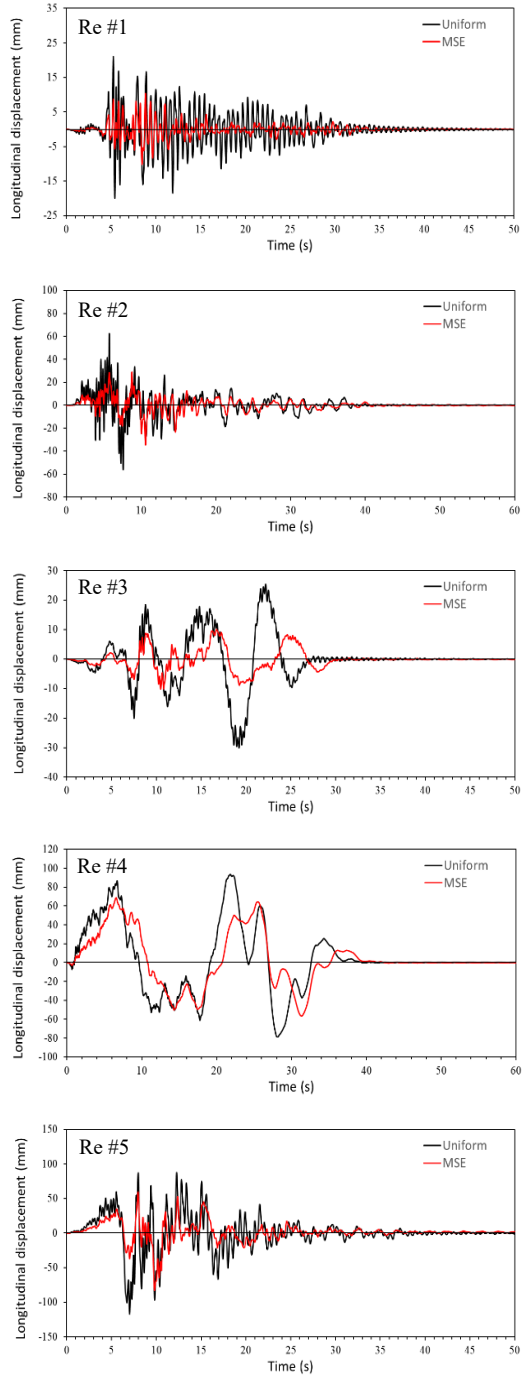 Re #1
Uniform
MSE
Longitudinal displacement (mm)
35
25
15
5
-5
-15
-25
0 5 10 15 20 25 30 35 40 45 50
Time (s)
Re #2
Uniform
MSE
Longitudinal displacement (mm)
100
80
60
40
20
0
-20
-40
-60
-80
0 10 20 30 40 50 60
Time (s)
Re #3
Uniform
MSE
Longitudinal displacement (mm)
30
20
10
0
-10
-20
-30
-40
0 5 10 15 20 25 30 35 40 45 50
Time (s)
Re #4
Uniform
MSE
Longitudinal displacement (mm)
120
100
80
60
40
20
0
-20
-40
-60
-80
-100
0 10 20 30 40 50 60
Time (s)
Re #5
Uniform
MSE
Longitudinal displacement (mm)
150
100
50
0
-50
-100
-150
0 5 10 15 20 25 30 35 40 45 50
Time (s)